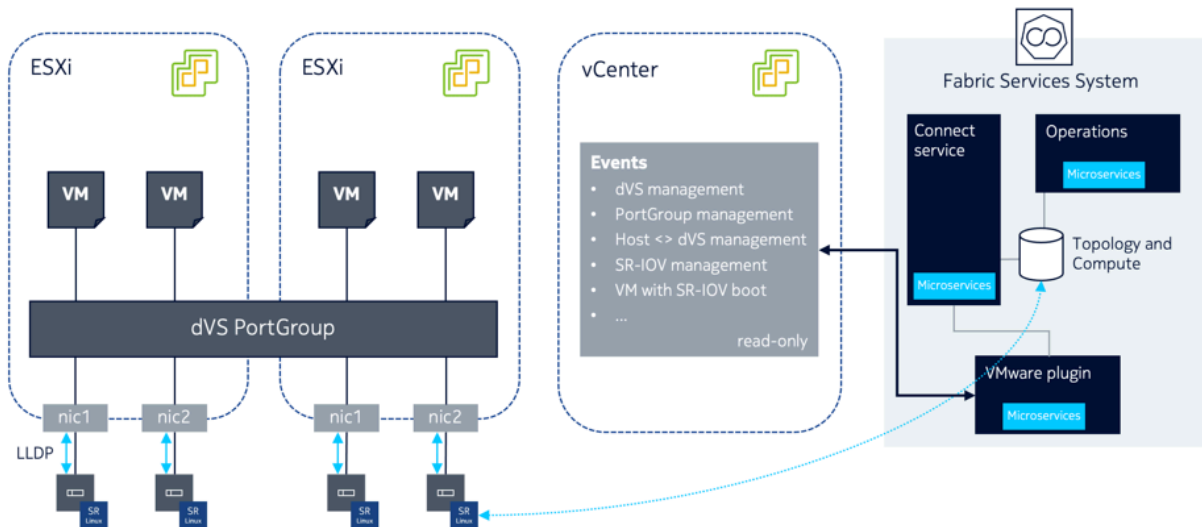 ESXi
VM
VM
ESXi
VM
VM
dVS PortGroup
nic1
nic2
nic1
nic2
LLDP
SR
Linux
SR
Linux
SR
Linux
SR
Linux
vCenter
Events
• dVS management
• PortGroup management
• Host <> dVS management
• SR-IOV management
• VM with SR-IOV boot
• ...
read-only
Fabric Services System
Connect
service
Microservices
Operations
Microservices
Topology and
Compute
VMware plugin
Microservices